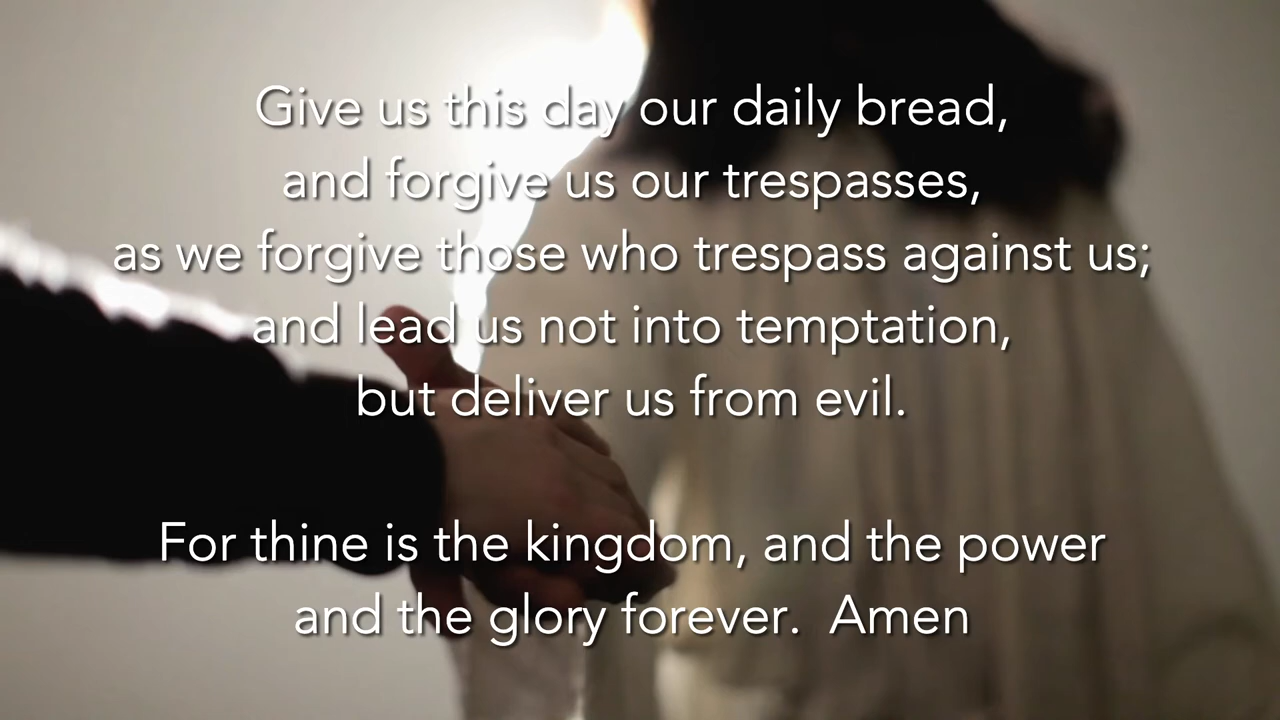 Give us this day our daily bread,
and forgive us our trespasses,
as we forgive those who trespass against us;
and lead us not into temptation,
but deliver us from evil.
For thine is the kingdom, and the power
and the glory forever.  Amen